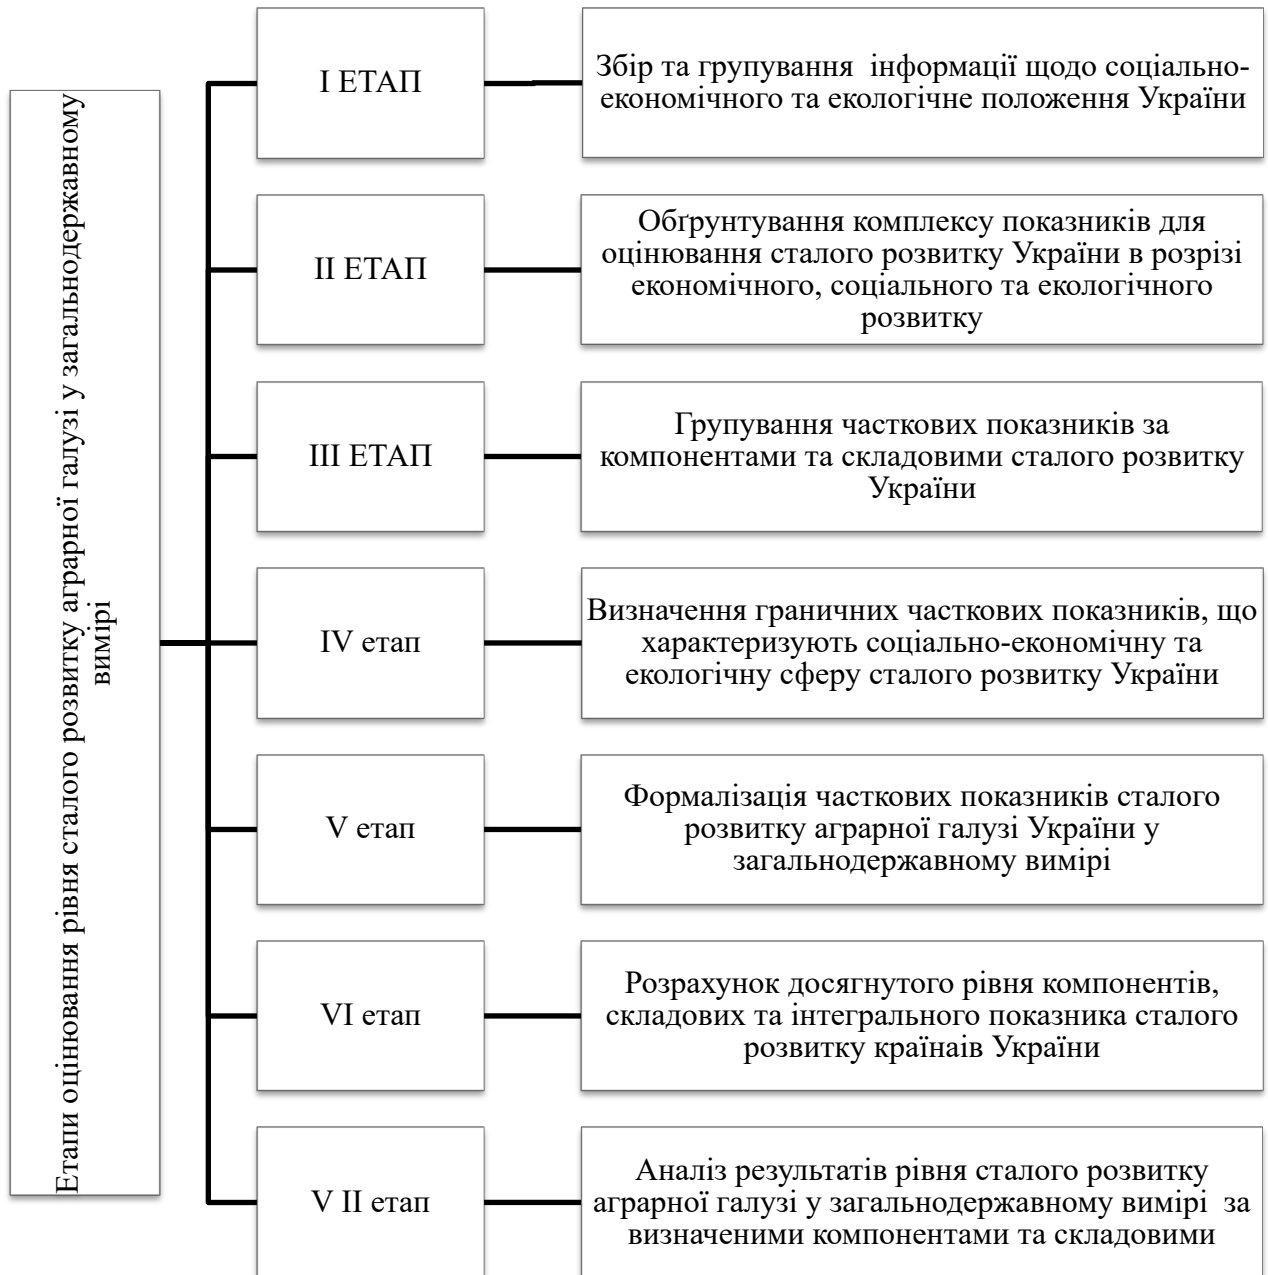 Етапи оцінювання рівня сталого розвитку аграрної галузі у загальнодержавному
вимірі
І ЕТАП
Збір та групування  інформації щодо соціально-
економічного та екологічне положення України
ІІ ЕТАП
Обґрунтування комплексу показників для
оцінювання сталого розвитку України в розрізі
економічного, соціального та екологічного
розвитку
ІІІ ЕТАП
Групування часткових показників за
компонентами та складовими сталого розвитку
України
IV етап
Визначення граничних часткових показників, що
характеризують соціально-економічну та
екологічну сферу сталого розвитку України
V етап
Формалізація часткових показників сталого
розвитку аграрної галузі України у
загальнодержавному вимірі
VI етап
Розрахунок досягнутого рівня компонентів,
складових та інтегрального показника сталого
розвитку країнаів України
V II етап
Аналіз результатів рівня сталого розвитку
аграрної галузі у загальнодержавному вимірі  за
визначеними компонентами та складовими